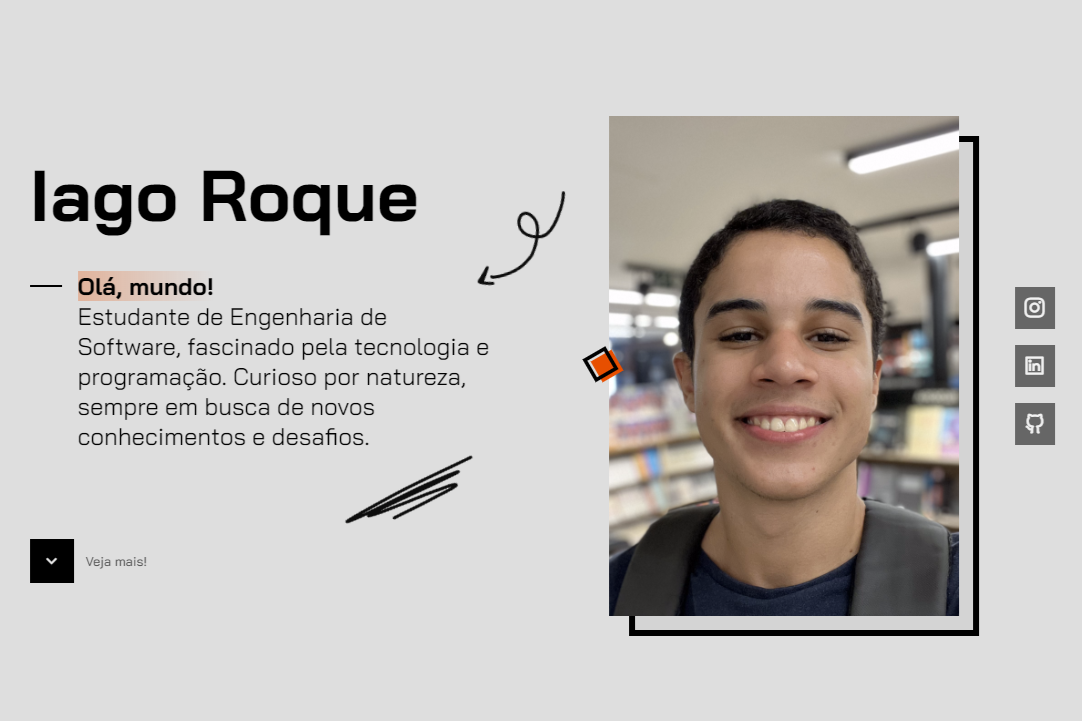 Iago Roque
Olá, mundo!
Estudante de Engenharia de
Software, fascinado pela tecnologia e
programação. Curioso por natureza,
sempre em busca de novos
conhecimentos e desafios.
Veja mais!